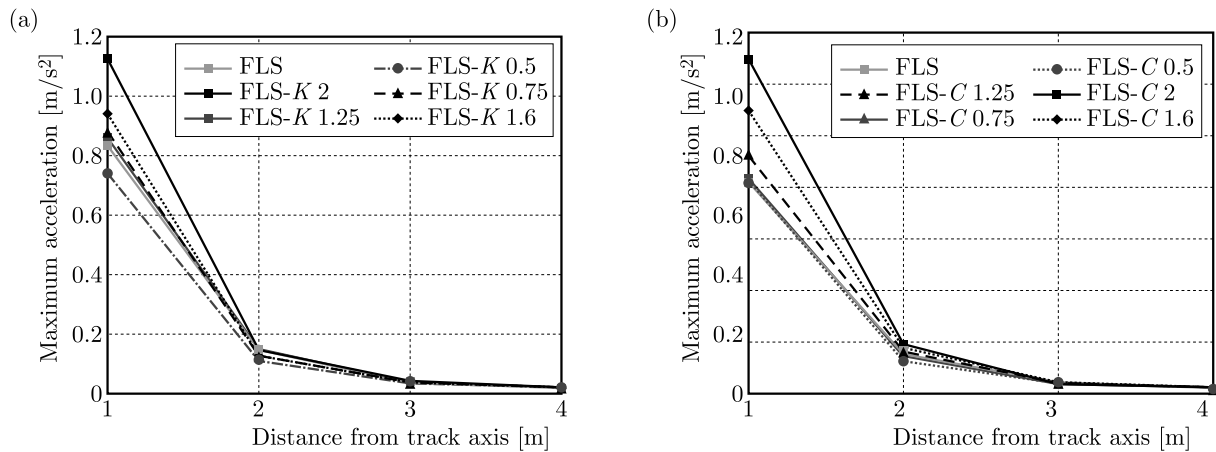 (a)
Maximum acceleration [m/s²]
1.2
1.0
0.8
0.6
0.4
0.2
0
1 2 3 4
Distance from track axis [m]
FLS
FLS-K 2
FLS-K 1.25
FLS-K 0.5
FLS-K 0.75
FLS-K 1.6
(b)
Maximum acceleration [m/s²]
1.2
1.0
0.8
0.6
0.4
0.2
0
1 2 3 4
Distance from track axis [m]
FLS
FLS-C 1.25
FLS-C 0.75
FLS-C 0.5
FLS-C 2
FLS-C 1.6